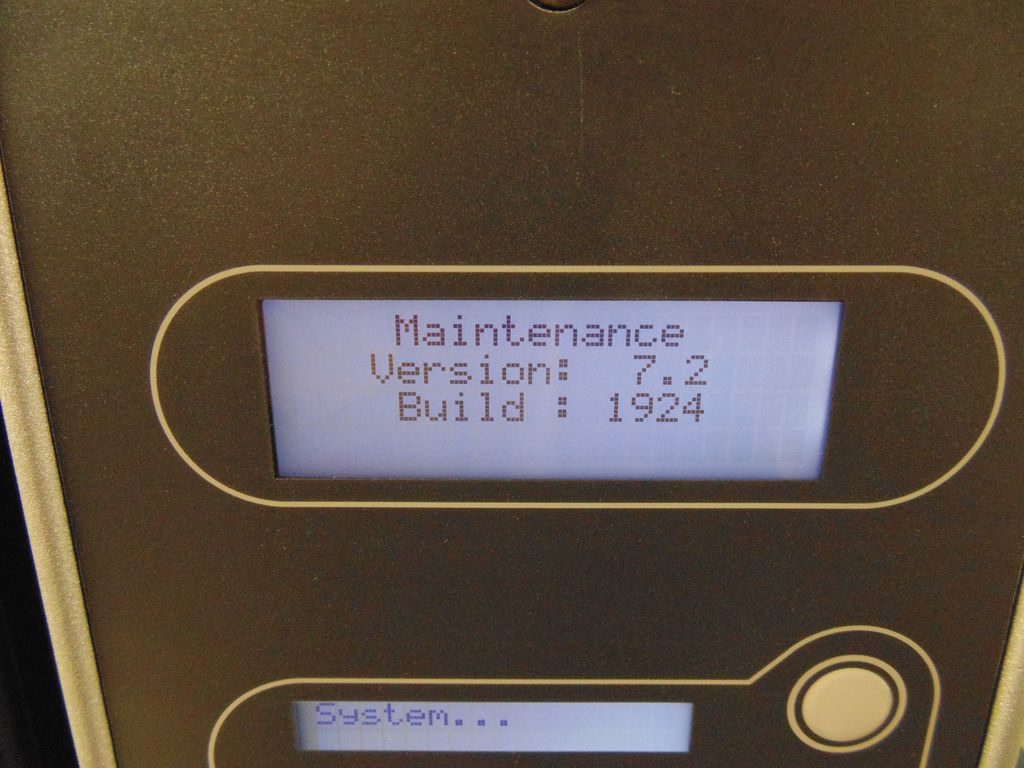 Maintenance
Version: 7.2
Build : 1924
System...